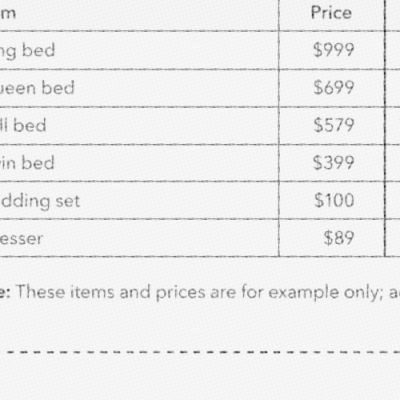 m Price
ng bed $999
ueen bed $699
ll bed $579
in bed $399
dding set $100
esser $89
e: These items and prices are for example only; a